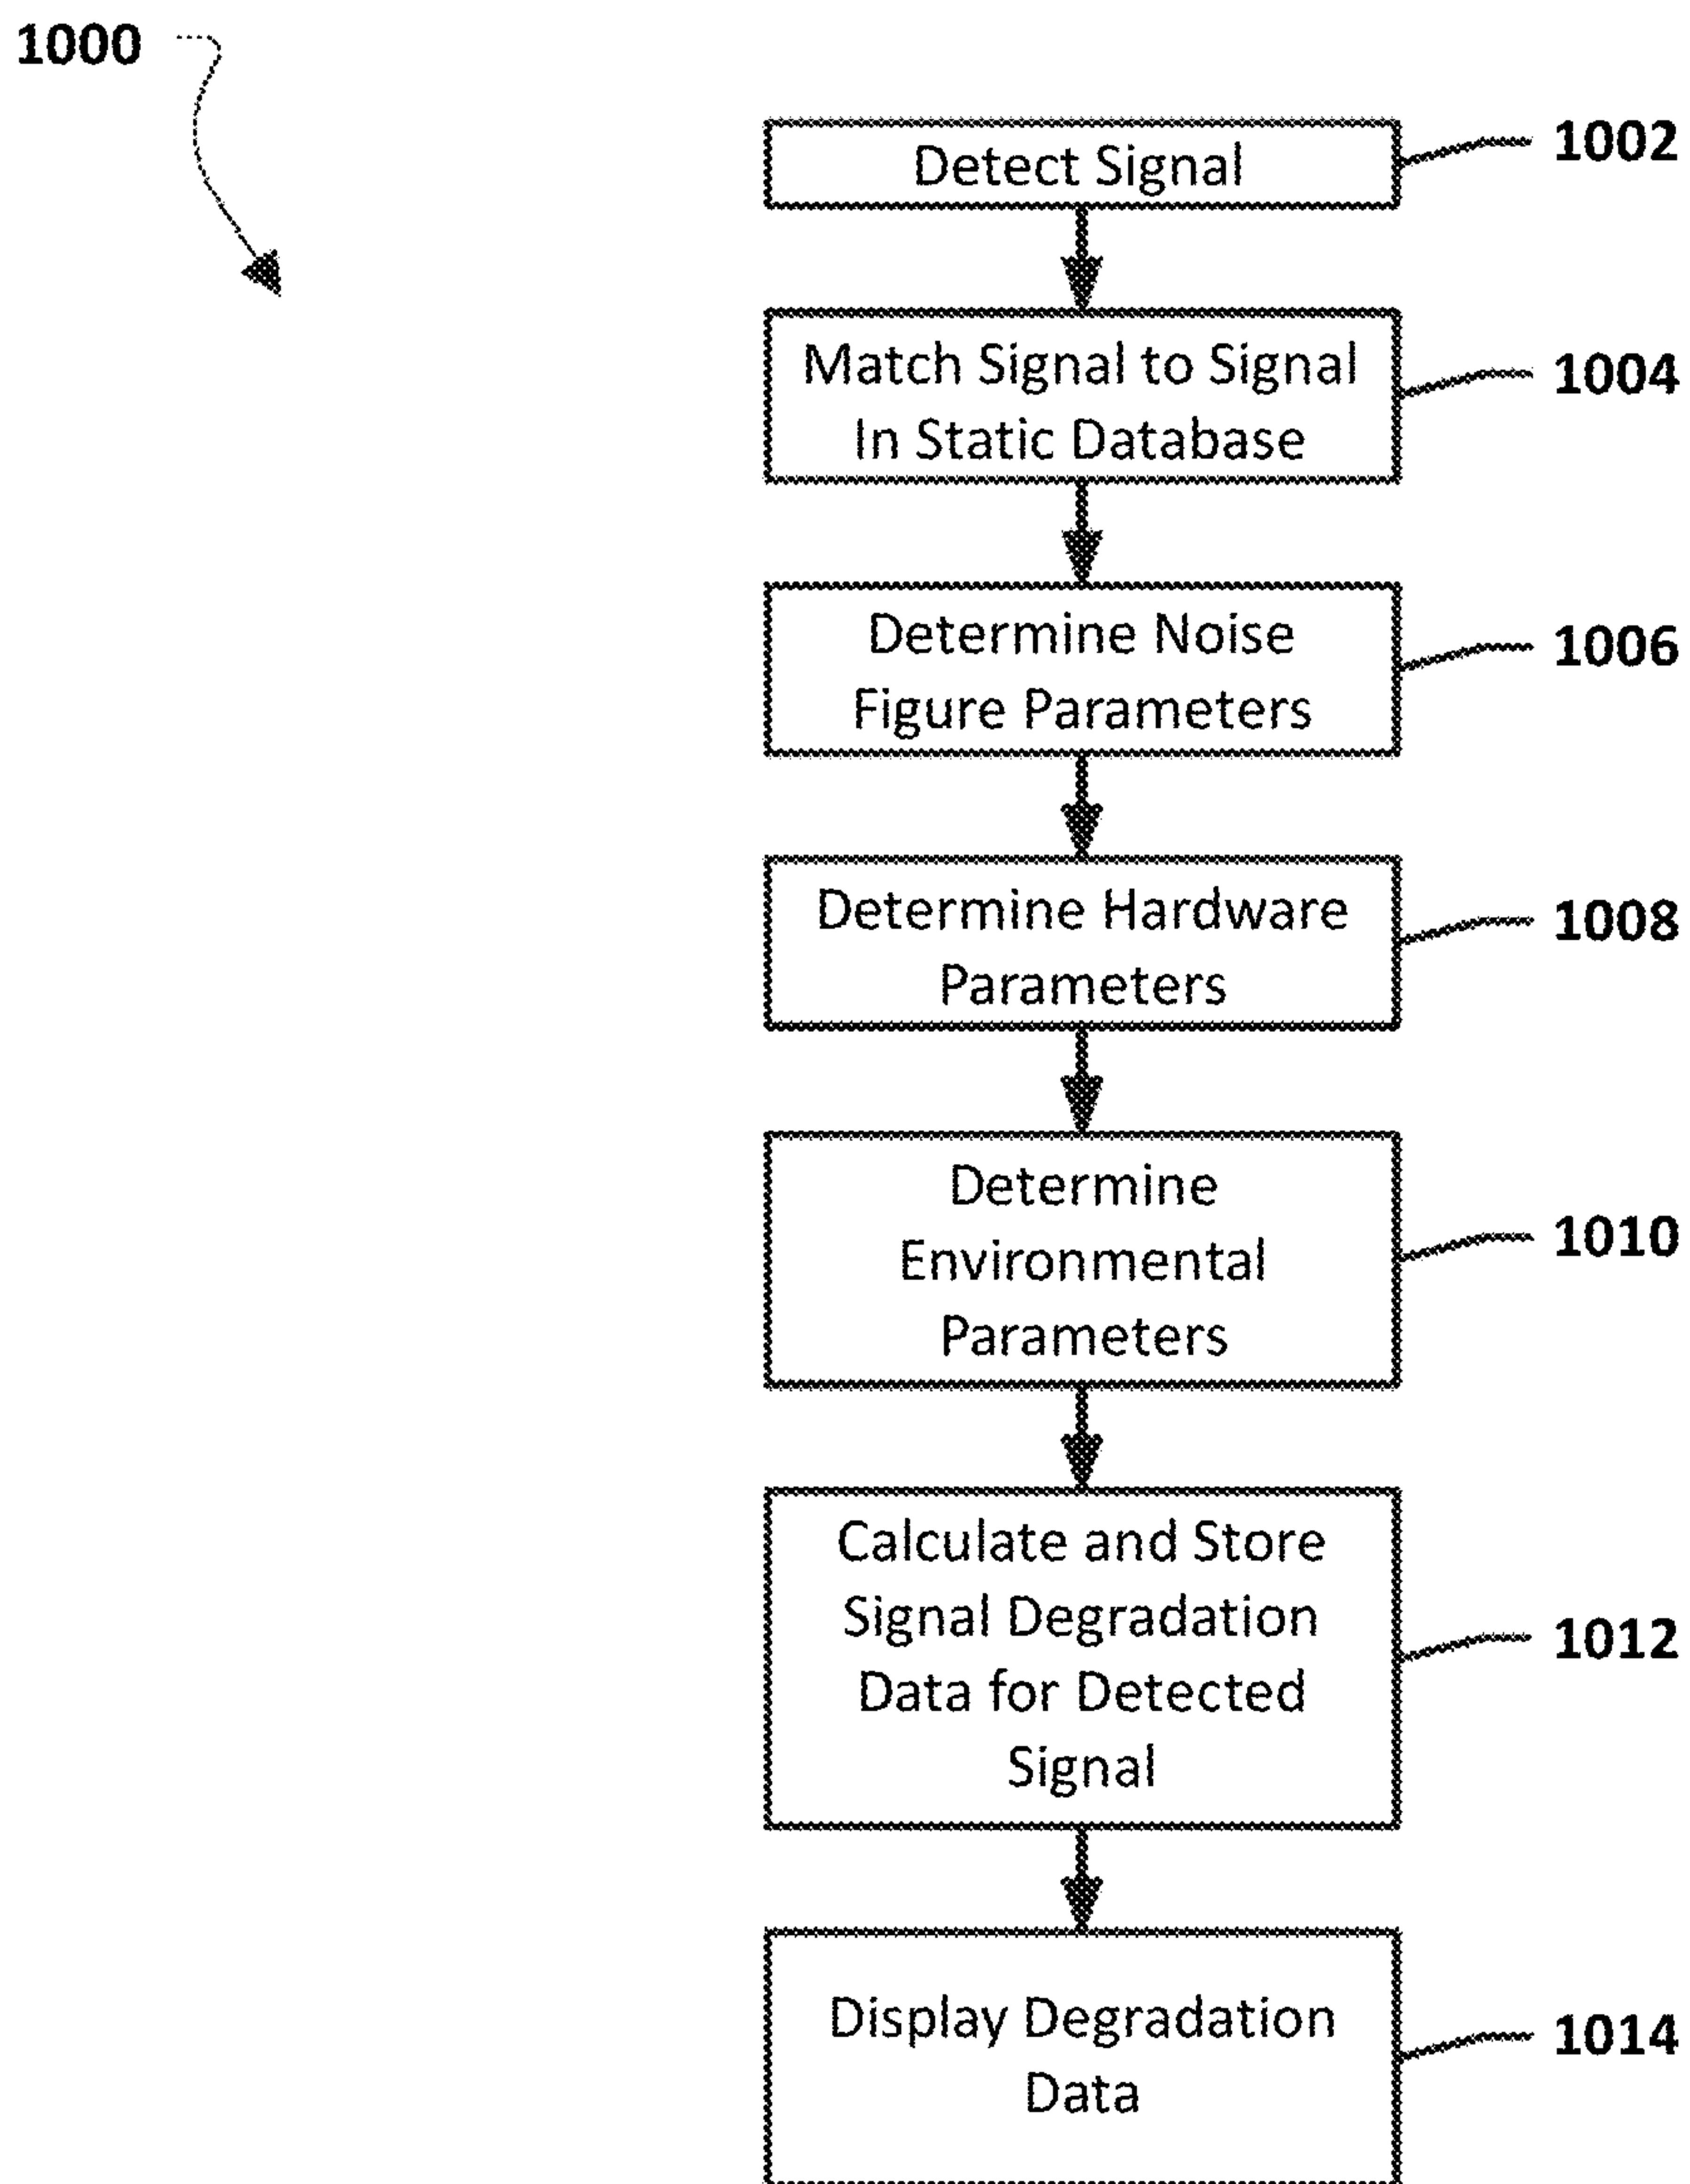 1000
Detect Signal
1002
Match Signal to Signal
In Static Database
1004
Determine Noise
Figure Parameters
1006
Determine Hardware
Parameters
1008
Determine
Environmental
Parameters
1010
Calculate and Store
Signal Degradation
Data for Detected
Signal
1012
Display Degradation
Data
1014